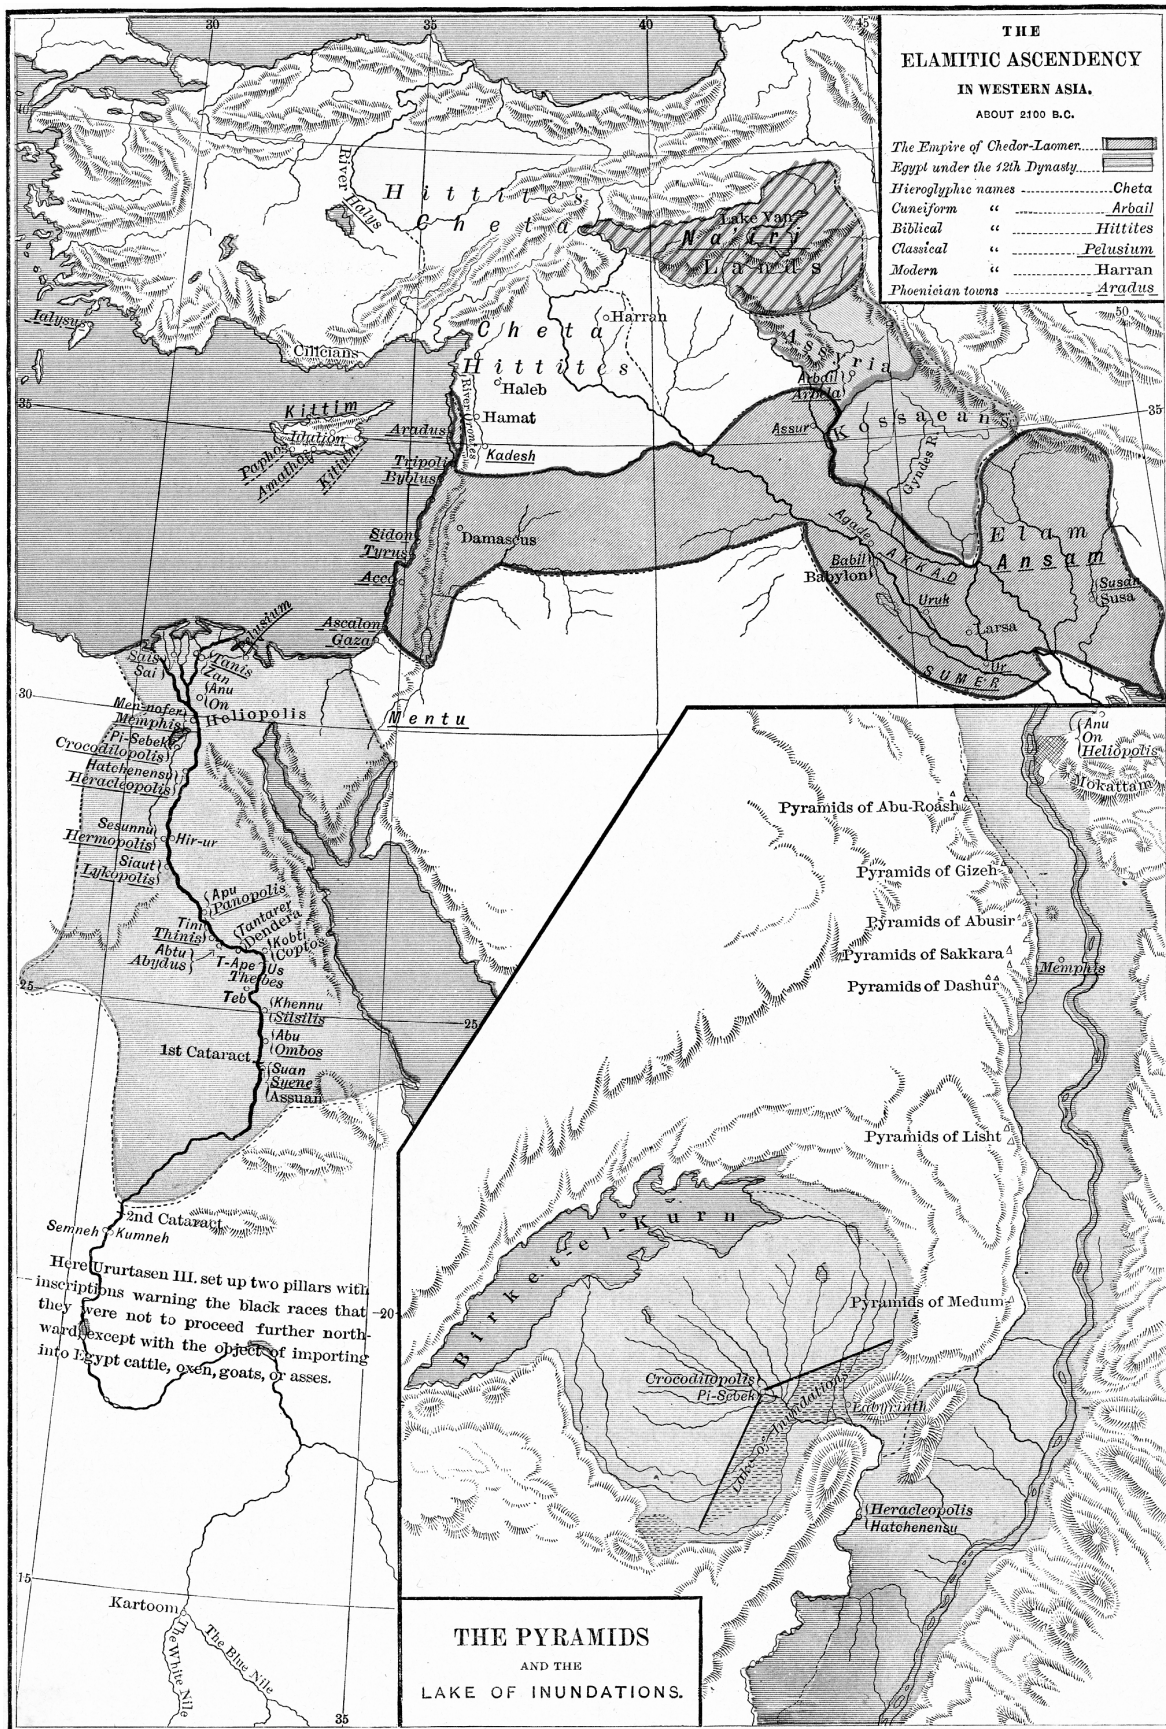 THE
ELAMITIC ASCENDENCY
IN WESTERN ASIA.
ABOUT 2100 B.C.
The Empire of Chedor-Laomer
Egypt under the 12th Dynasty
Hieroglyphic names Cheta
Cuneiform “ Arbail
Biblical “ Hittites
Classical “ Pelusium
Modern “ Harran
Phoenician towns Aradus
30
35
40
45
40
50
River Halys
Hittites
Cheta
Lake Van
Na'iri
Lands
Ialysus
Cilicians
Cheta
Harran
Hittites
Haleb
Assyria
Arbail
Arbela
35
35
Kittim
Idalion
Paphos
Amathus
Kitium
River Orontes
Hamat
Aradus
Kadesh
Tripoli
Byblus
Assur
Kossaeans
Gyndes R.
Sidon
Tyrus
Damascus
Acco
Agade
AKKAD
Elam
Ansam
Babil
Babylon
Susan
Susa
Uruk
Larsa
Ur
SUMER
Ascalon
Gaza
Pelusium
Sais
Sai
Tanis
Zan
Anu
On
Heliopolis
30
Men-nofer
Memphis
Mentu
Pi-Sebek
Crocodilopolis
Hatchenensu
Heracleopolis
Sesunnu
Hermopolis
Hir-ur
Siaut
Lykopolis
Apu
Panopolis
Tini
Thinis
Tantarer
Dendera
Abtu
Abydus
Kobti
Coptos
T-Ape
Us
Thebes
Teb
25
25
Khennu
Silsilis
Abu
Ombos
1st Cataract
Suan
Syene
Assuan
2nd Cataract
Semneh
Kumneh
Here Ururtasen III. set up two pillars with
inscriptions warning the black races that
they were not to proceed further north-
ward, except with the object of importing
into Egypt cattle, oxen, goats, or asses.
20
15
Kartoom
The White Nile
The Blue Nile
35
Anu
On
Heliopolis
Mokattam
Pyramids of Abu-Roash
Pyramids of Gizeh
Pyramids of Abusir
Pyramids of Sakkara
Memphis
Pyramids of Dashur
Pyramids of Lisht
Birket-el-Kurn
Pyramids of Medum
Crocodilopolis
Pi-Sebek
Lake of Inundations
Labyrinth
Heracleopolis
Hatchenensu
THE PYRAMIDS
AND THE
LAKE OF INUNDATIONS.